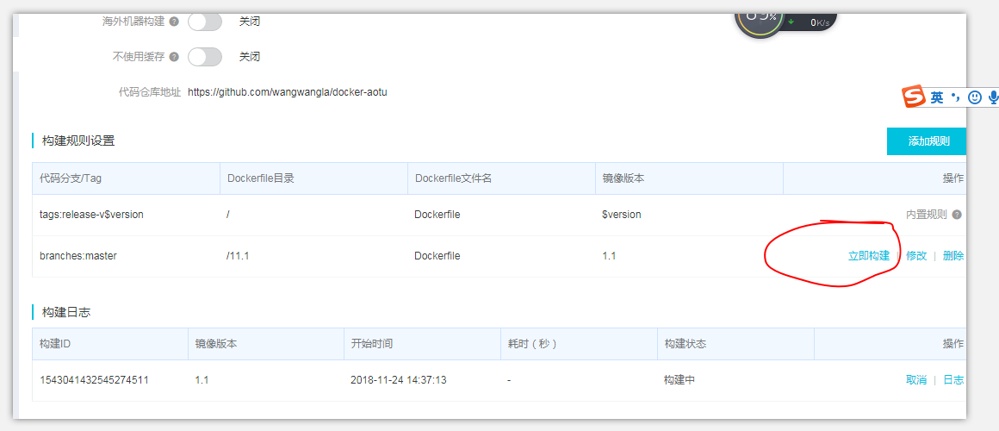 海外机器构建 ? 关闭
89% 0K/s
不使用缓存 ? 关闭
代码仓库地址 https://github.com/wangwangla/docker-aotu
英
构建规则设置 添加规则
代码分支/Tag Dockerfile目录 Dockerfile文件名 镜像版本 操作
tags:release-v$version / Dockerfile $version 内置规则 ?
branches:master /11.1 Dockerfile 1.1 立即构建 | 修改 | 删除
构建日志
构建ID 镜像版本 开始时间 耗时（秒） 构建状态 操作
1543041432545274511 1.1 2018-11-24 14:37:13 - 构建中 取消 | 日志